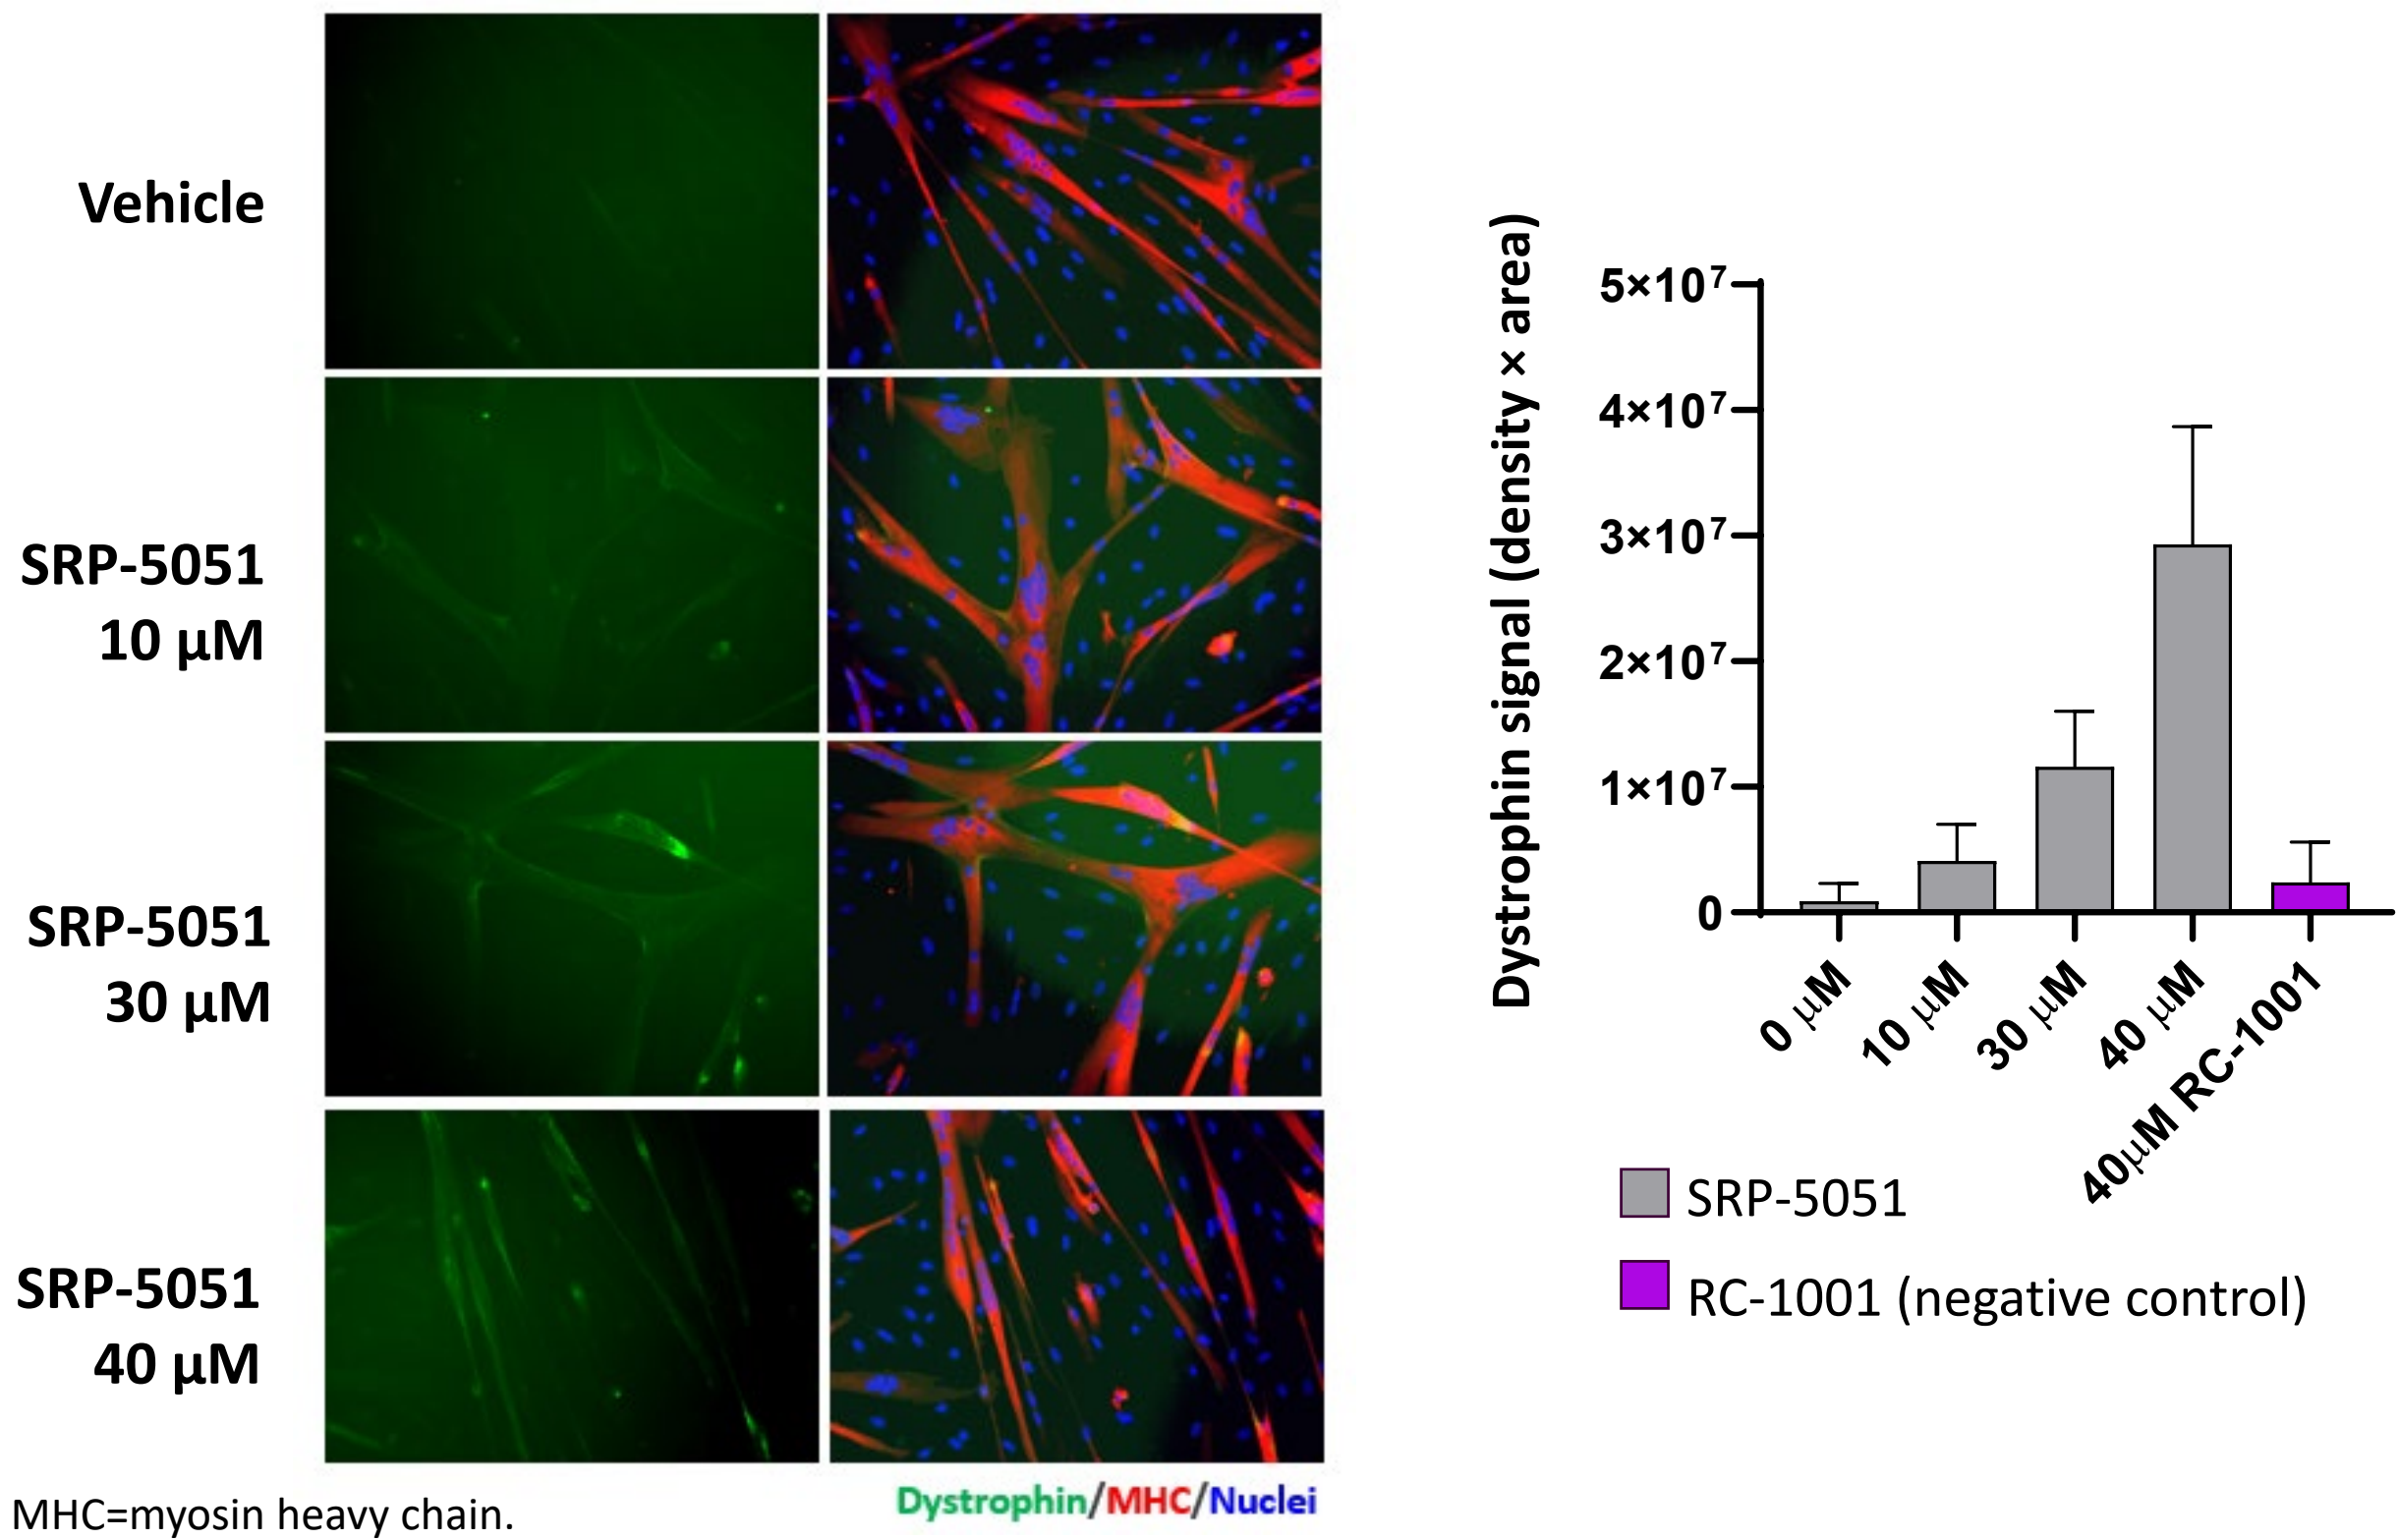 Vehicle
SRP-5051
10 µM
SRP-5051
30 µM
SRP-5051
40 µM
MHC=myosin heavy chain.
Dystrophin/MHC/Nuclei
Dystrophin signal (density × area)
5×10⁷
4×10⁷
3×10⁷
2×10⁷
1×10⁷
0
0 µM
10 µM
30 µM
40 µM
40µM RC-1001
SRP-5051
RC-1001 (negative control)